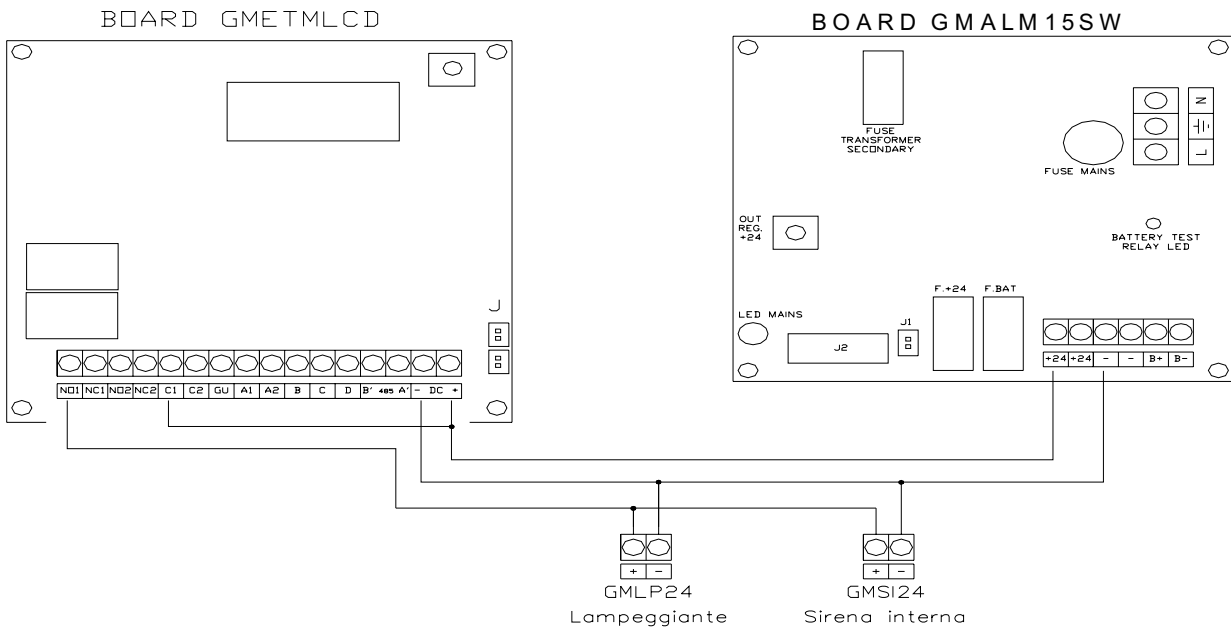 BOARD GMETMLCD
BOARD GMALM15SW
FUSE
TRANSFORMER
SECONDARY
N
L
FUSE MAINS
OUT
REG.
+24
BATTERY TEST
RELAY LED
LED MAINS
J2
J1
F.+24
F.BAT
+24 +24 - - B+ B-
J
NO1 NC1 NO2 NC2 C1 C2 GU A1 A2 B C D B' 485 A' - DC +
+ -
GMLP24
Lampeggiante
+ -
GMSI24
Sirena interna